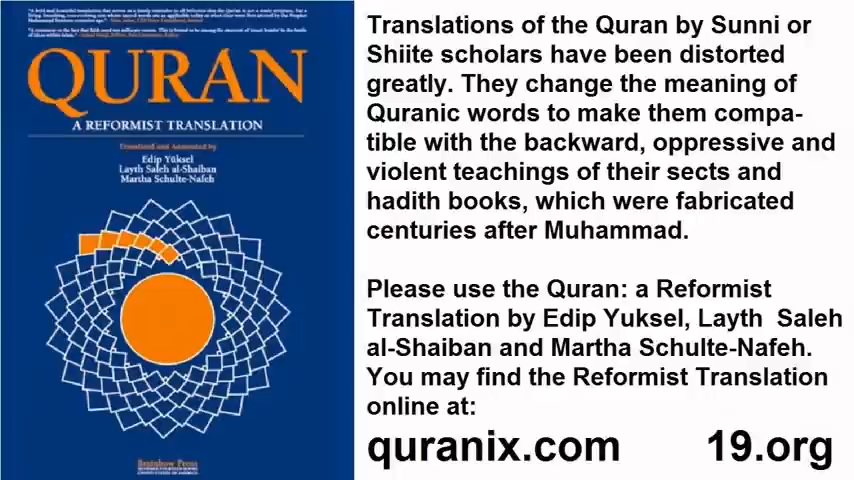 QURAN
A REFORMIST TRANSLATION
Translated and Annotated by
Edip Yüksel
Layth Saleh al-Shaiban
Martha Schulte-Nafeh
Brainbow Press
Translations of the Quran by Sunni or
Shiite scholars have been distorted
greatly. They change the meaning of
Quranic words to make them compa-
tible with the backward, oppressive and
violent teachings of their sects and
hadith books, which were fabricated
centuries after Muhammad.
Please use the Quran: a Reformist
Translation by Edip Yuksel, Layth  Saleh
al-Shaiban and Martha Schulte-Nafeh.
You may find the Reformist Translation
online at:
quranix.com 19.org